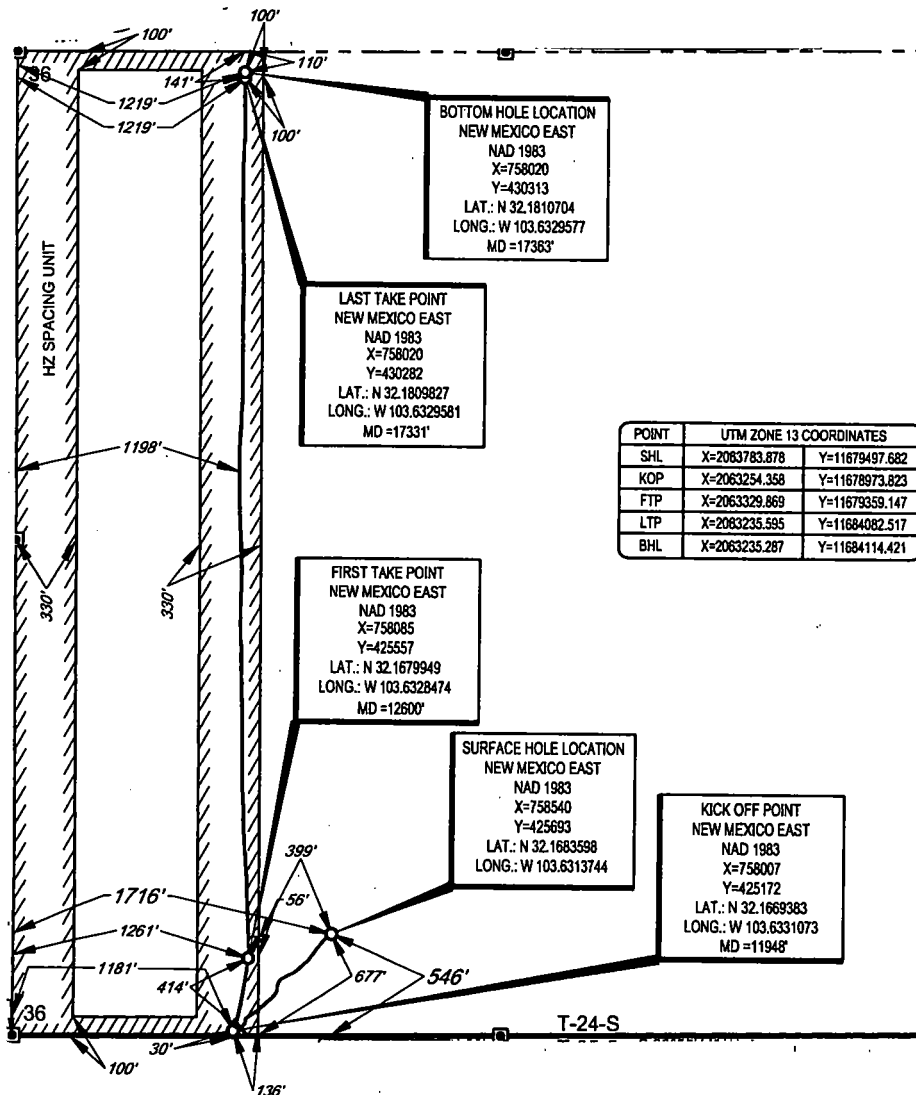 100'
100'
110'
36
141'
1219'
1219'
100'
BOTTOM HOLE LOCATION
NEW MEXICO EAST
NAD 1983
X=758020
Y=430313
LAT.: N 32.1810704
LONG.: W 103.6329577
MD =17363'
HZ SPACING UNIT
LAST TAKE POINT
NEW MEXICO EAST
NAD 1983
X=758020
Y=430282
LAT.: N 32.1809827
LONG.: W 103.6329581
MD =17331'
1198'
POINT UTM ZONE 13 COORDINATES
SHL X=2063783.878 Y=11679497.682
KOP X=2063254.358 Y=11678973.823
FTP X=2063329.869 Y=11679359.147
LTP X=2063235.595 Y=11684082.517
BHL X=2063235.287 Y=11684114.421
330'
330'
FIRST TAKE POINT
NEW MEXICO EAST
NAD 1983
X=758085
Y=425557
LAT.: N 32.1679949
LONG.: W 103.6328474
MD =12600'
SURFACE HOLE LOCATION
NEW MEXICO EAST
NAD 1983
X=758540
Y=425693
LAT.: N 32.1683598
LONG.: W 103.6313744
KICK OFF POINT
NEW MEXICO EAST
NAD 1983
X=758007
Y=425172
LAT.: N 32.1669383
LONG.: W 103.6331073
MD =11948'
399'
56'
1716'
1261'
1181'
414'
677'
546'
36
T-24-S
30'
100'
136'